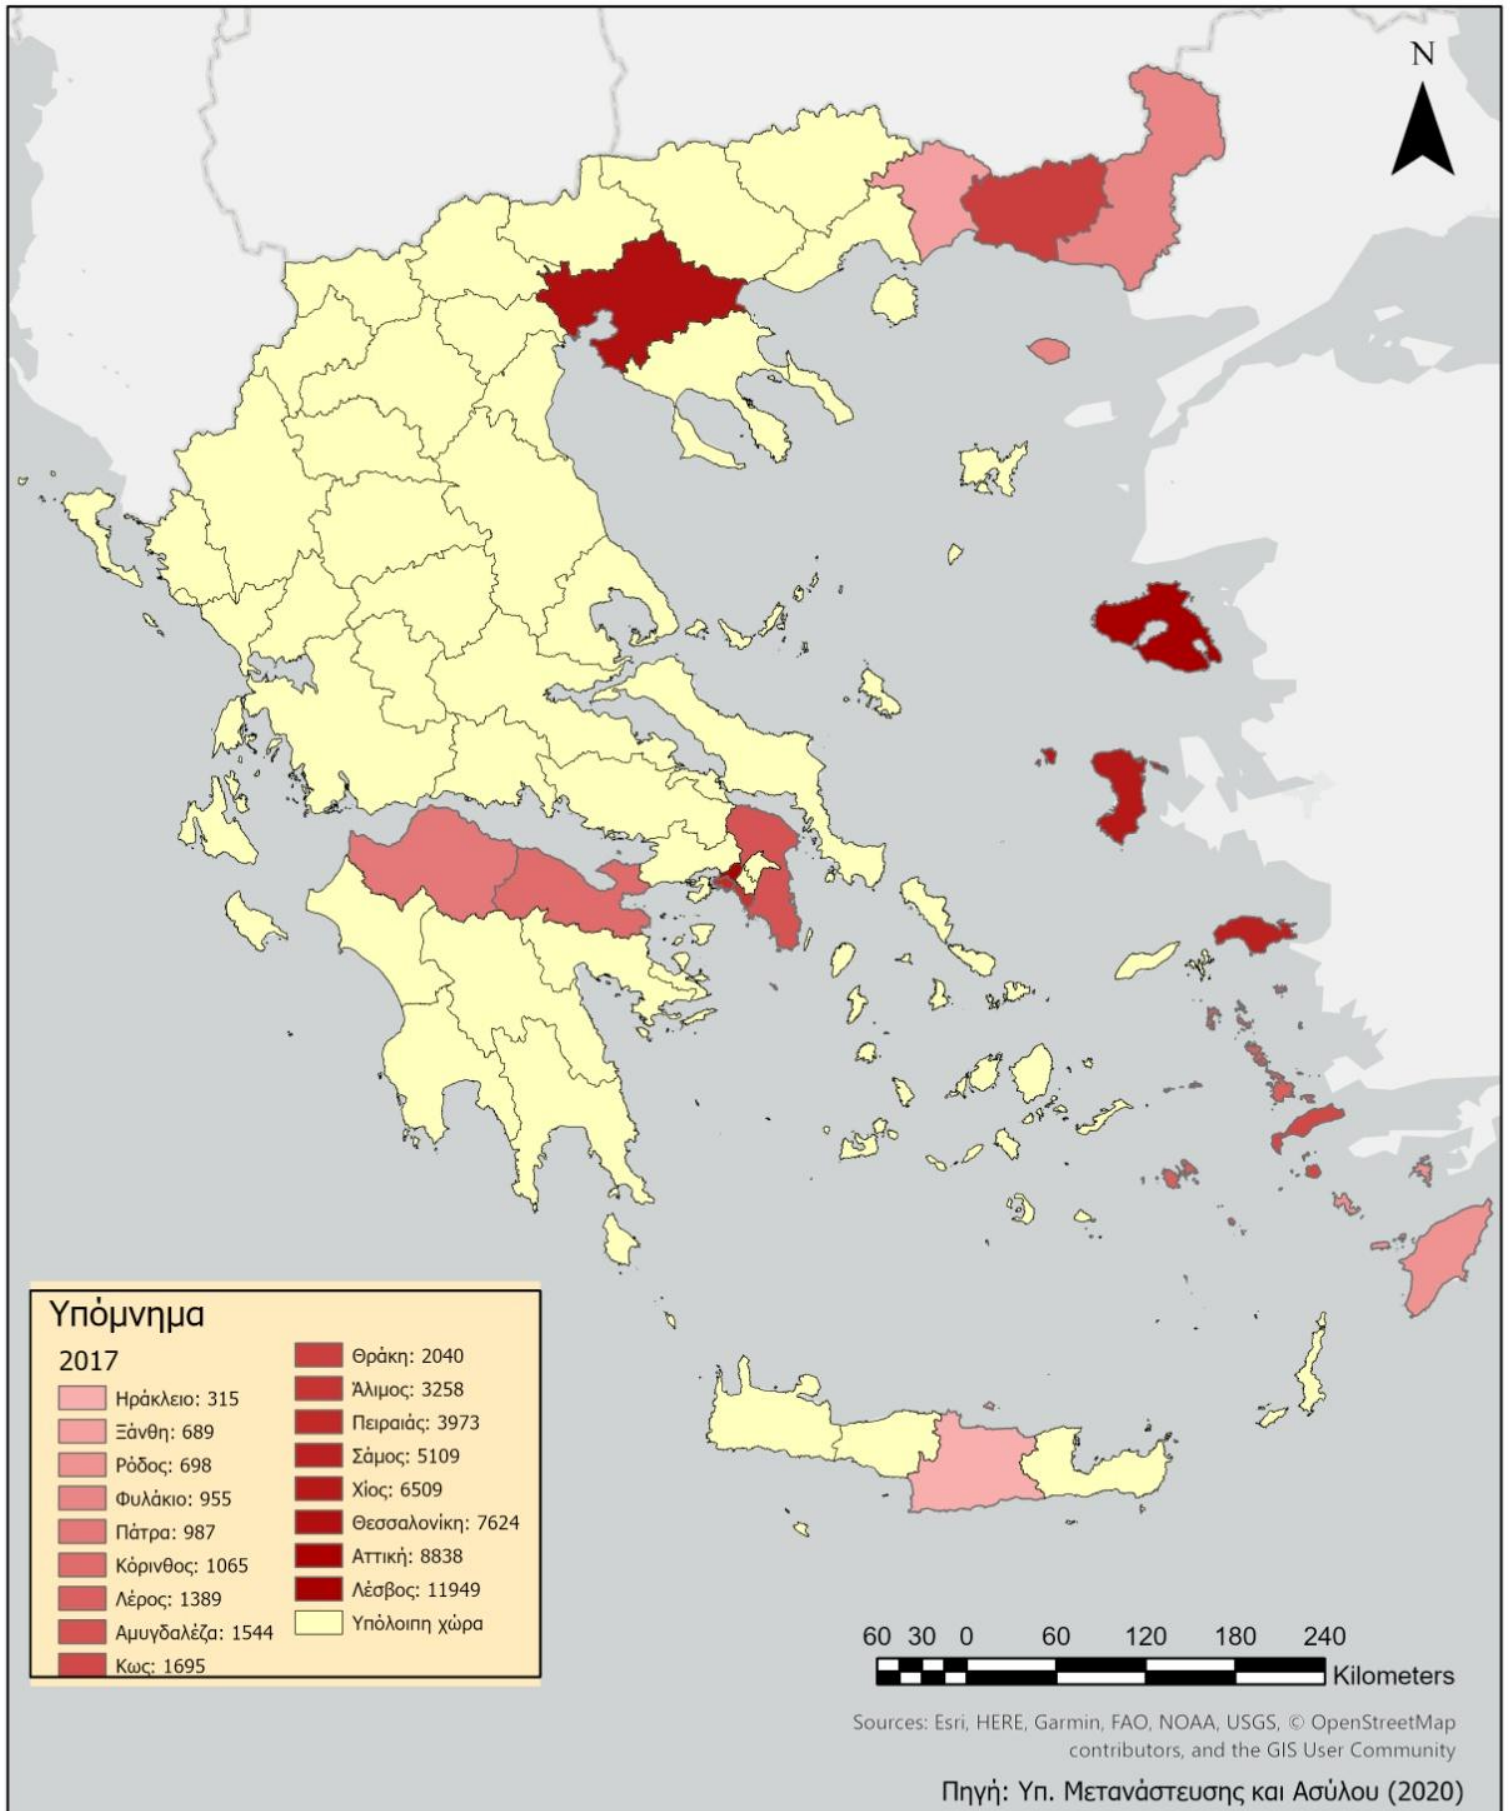 N
Υπόμνημα
2017
Ηράκλειο: 315
Ξάνθη: 689
Ρόδος: 698
Φυλάκιο: 955
Πάτρα: 987
Κόρινθος: 1065
Λέρος: 1389
Αμυγδαλέζα: 1544
Κως: 1695
Θράκη: 2040
Άλιμος: 3258
Πειραιάς: 3973
Σάμος: 5109
Χίος: 6509
Θεσσαλονίκη: 7624
Αττική: 8838
Λέσβος: 11949
Υπόλοιπη χώρα
60 30 0 60 120 180 240
Kilometers
Sources: Esri, HERE, Garmin, FAO, NOAA, USGS, © OpenStreetMap
contributors, and the GIS User Community
Πηγή: Υπ. Μετανάστευσης και Ασύλου (2020)